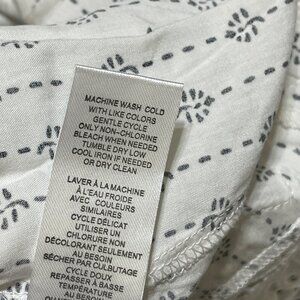 MACHINE WASH COLD
WITH LIKE COLORS
GENTLE CYCLE
ONLY NON-CHLORINE
BLEACH WHEN NEEDED
TUMBLE DRY LOW
COOL IRON IF NEEDED
OR DRY CLEAN
LAVER À LA MACHINE
À L'EAU FROIDE
AVEC COULEURS
SIMILAIRES
CYCLE DÉLICAT
UTILISER UN
CHLORURE NON
DÉCOLORANT SEULEMENT
AU BESOIN
SÉCHER PAR CULBUTAGE
CYCLE DOUX
REPASSER À BASSE
TEMPÉRATURE
AU BESOIN